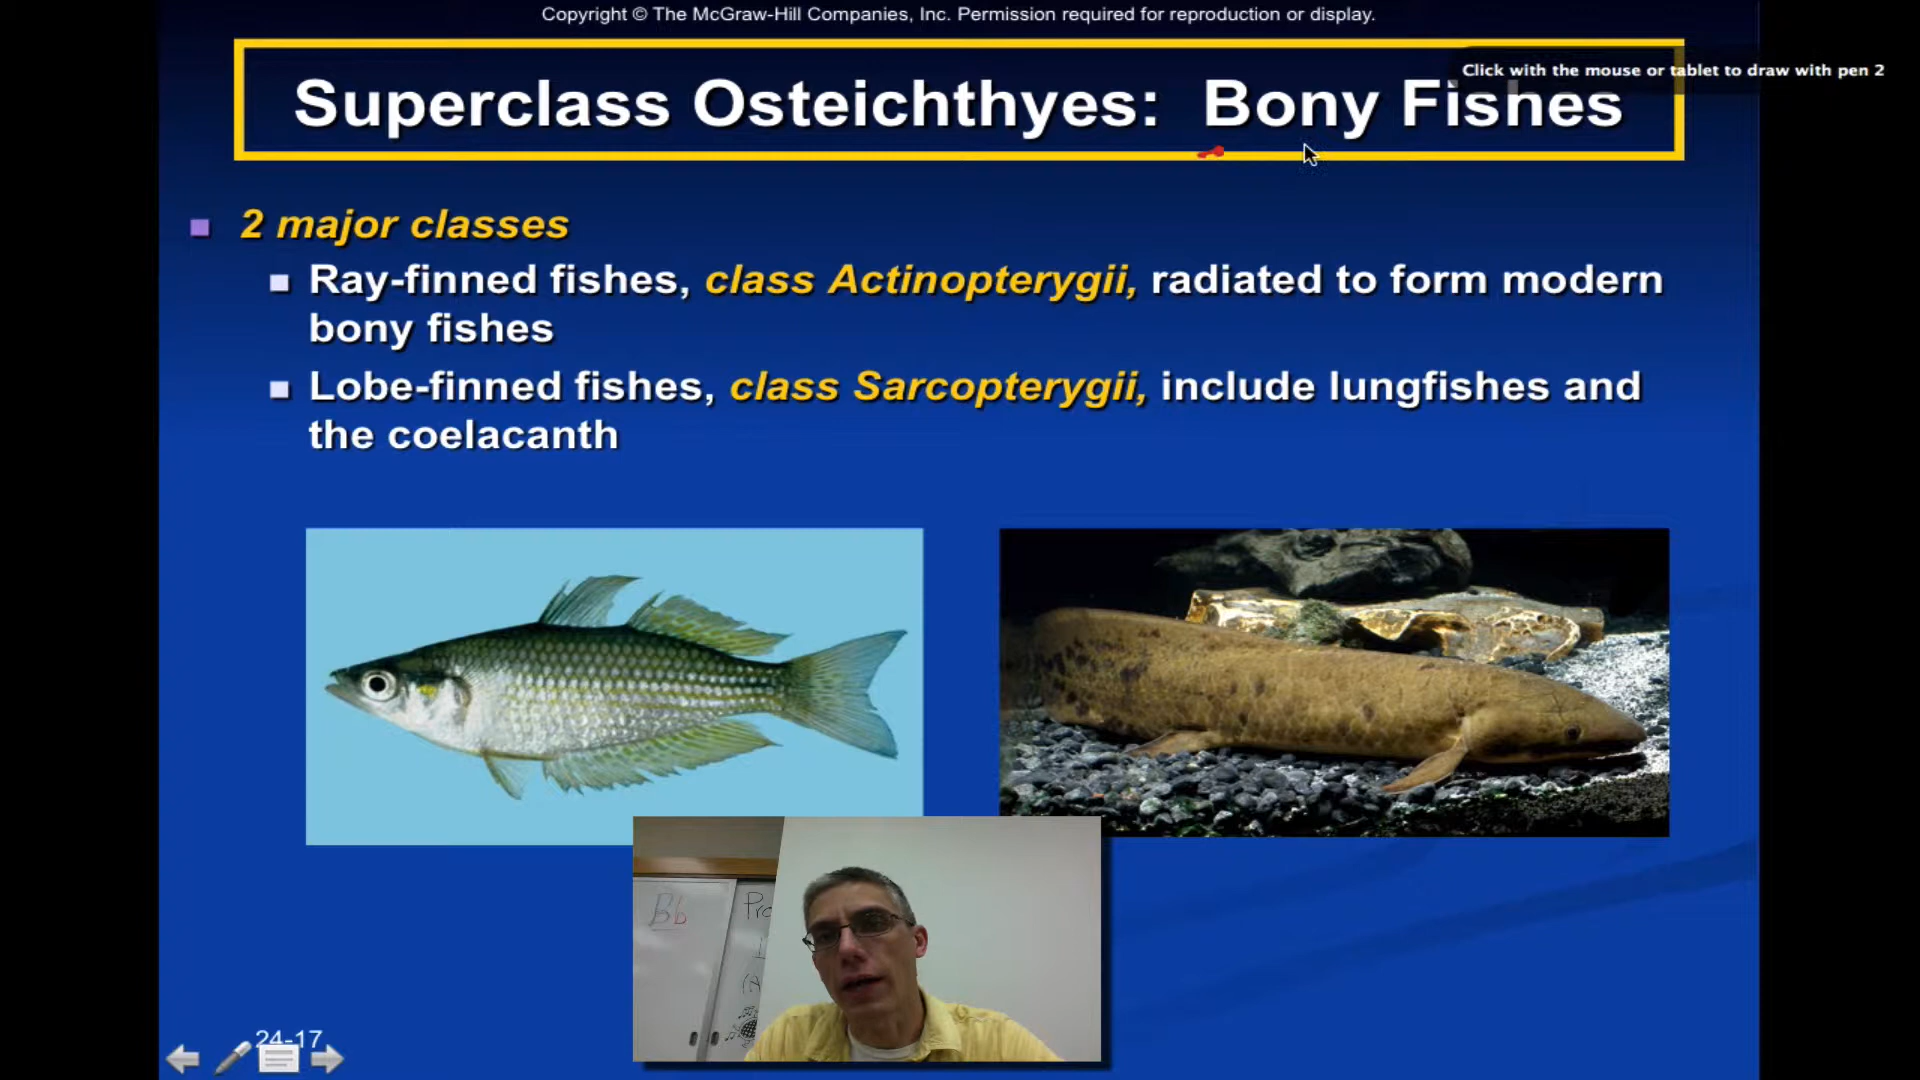 Copyright © The McGraw-Hill Companies, Inc. Permission required for reproduction or display.
Click with the mouse or tablet to draw with pen 2
Superclass Osteichthyes: Bony Fishes
2 major classes
Ray-finned fishes, class Actinopterygii, radiated to form modern
bony fishes
Lobe-finned fishes, class Sarcopterygii, include lungfishes and
the coelacanth
Bb
24-17